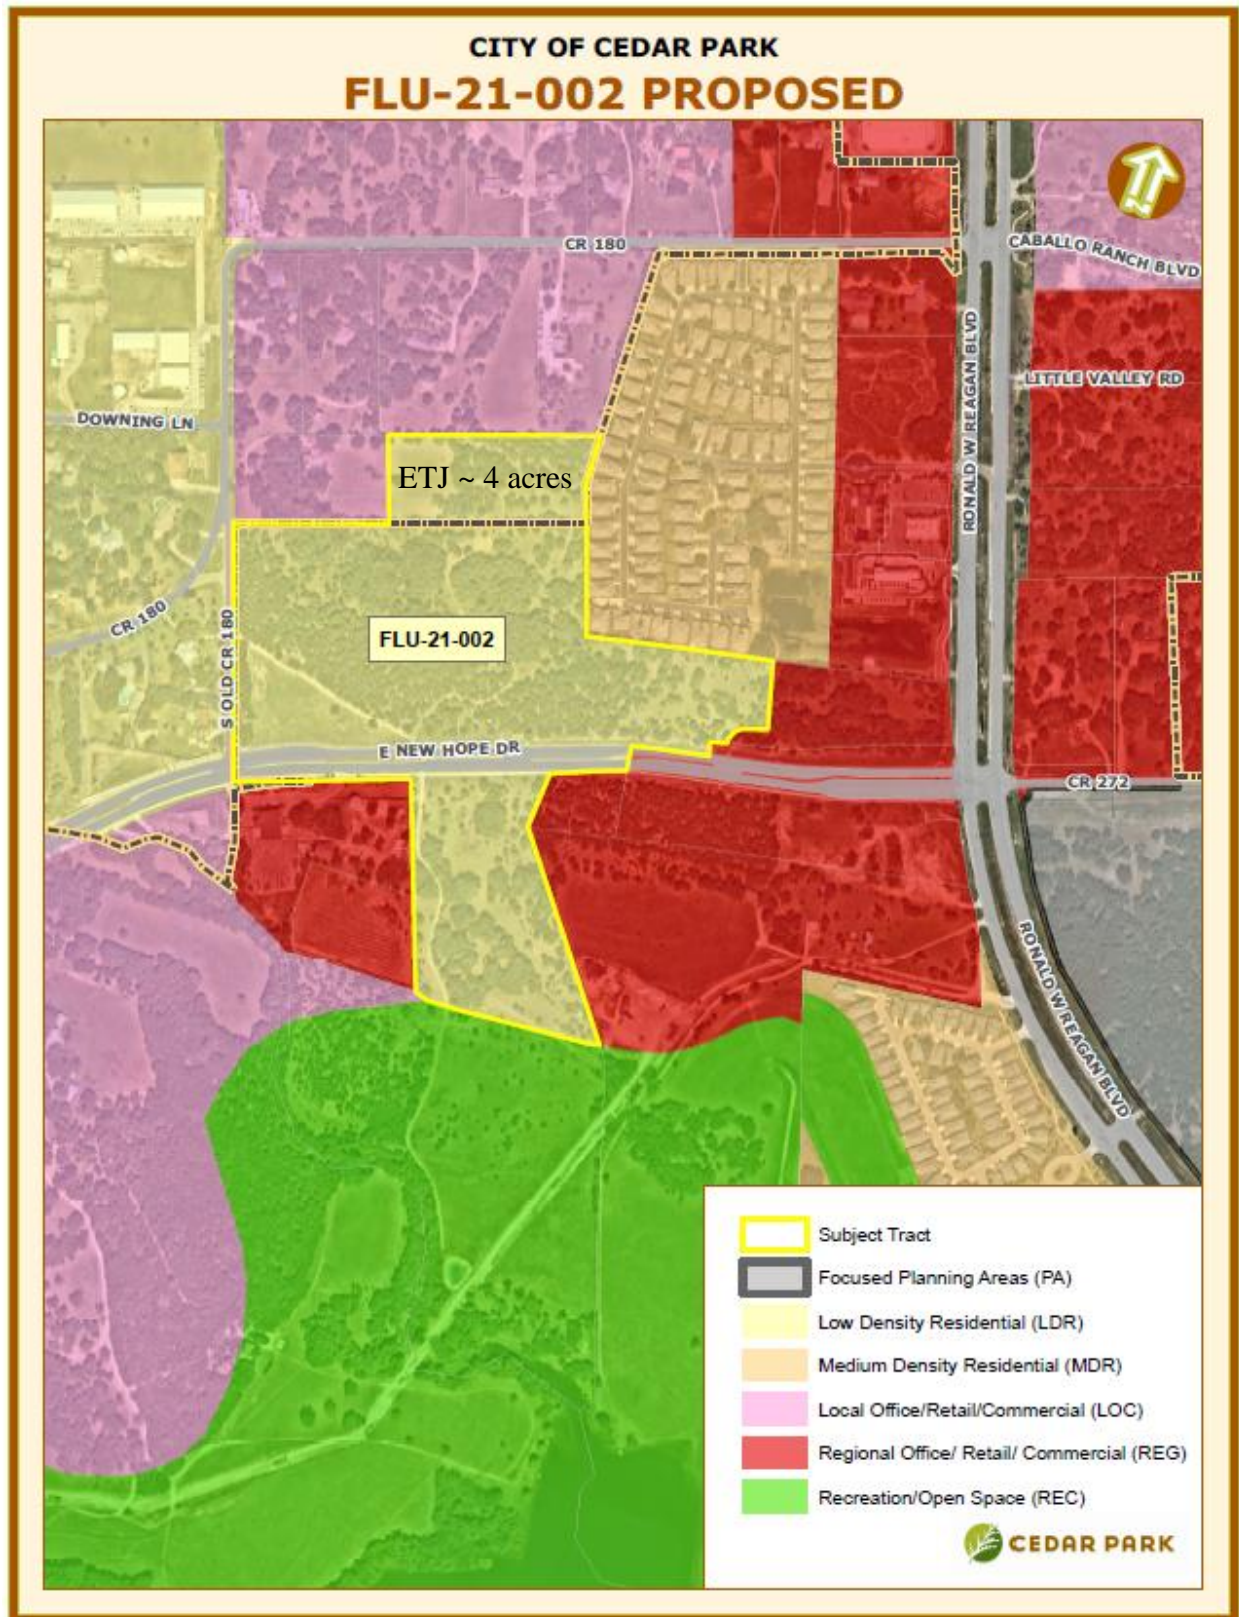 CITY OF CEDAR PARK
FLU-21-002 PROPOSED
N
CR 180
CABALLO RANCH BLVD
RONALD W REAGAN BLVD
LITTLE VALLEY RD
DOWNING LN
ETJ ~ 4 acres
CR 180
S OLD CR 180
FLU-21-002
E NEW HOPE DR
CR 272
RONALD W REAGAN BLVD
Subject Tract
Focused Planning Areas (PA)
Low Density Residential (LDR)
Medium Density Residential (MDR)
Local Office/Retail/Commercial (LOC)
Regional Office/ Retail/ Commercial (REG)
Recreation/Open Space (REC)
CEDAR PARK